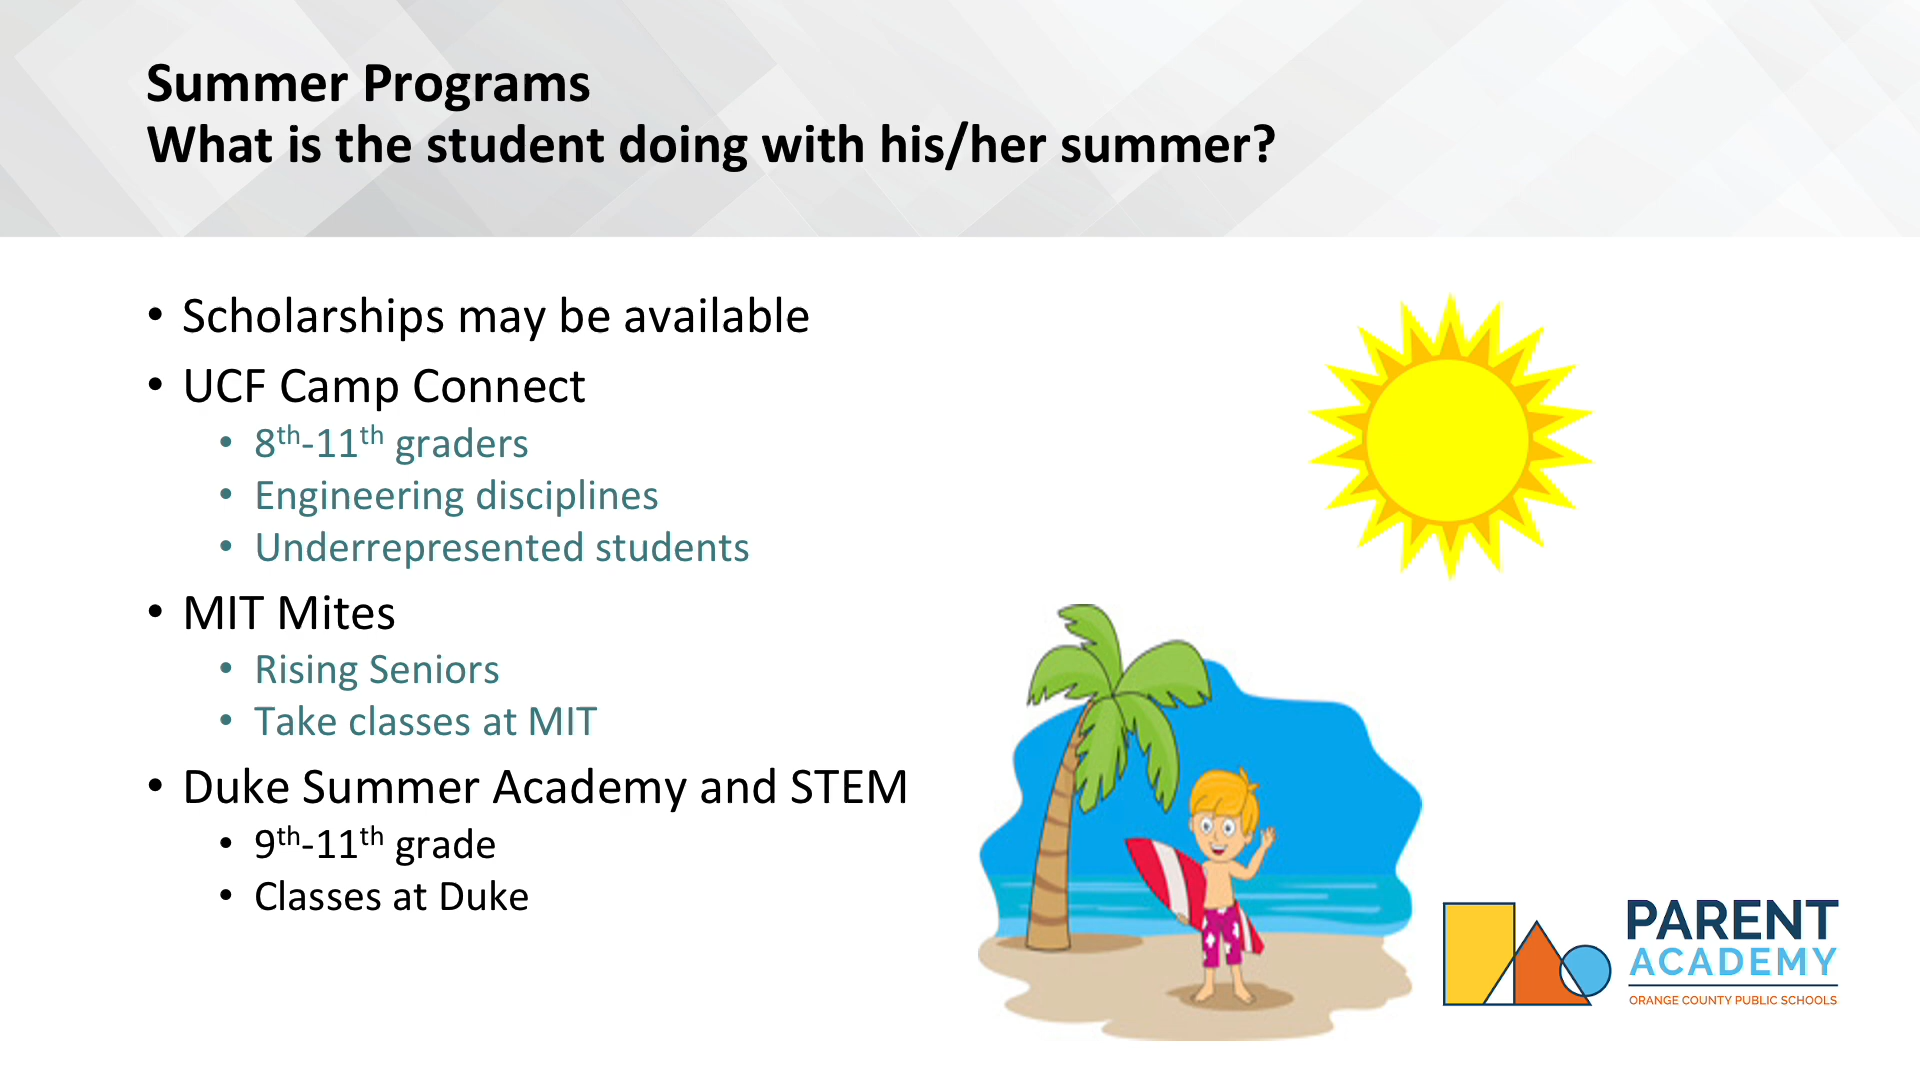 Summer Programs
What is the student doing with his/her summer?
• Scholarships may be available
• UCF Camp Connect
• 8th-11th graders
• Engineering disciplines
• Underrepresented students
• MIT Mites
• Rising Seniors
• Take classes at MIT
• Duke Summer Academy and STEM
• 9th-11th grade
• Classes at Duke
PARENT
ACADEMY
ORANGE COUNTY PUBLIC SCHOOLS